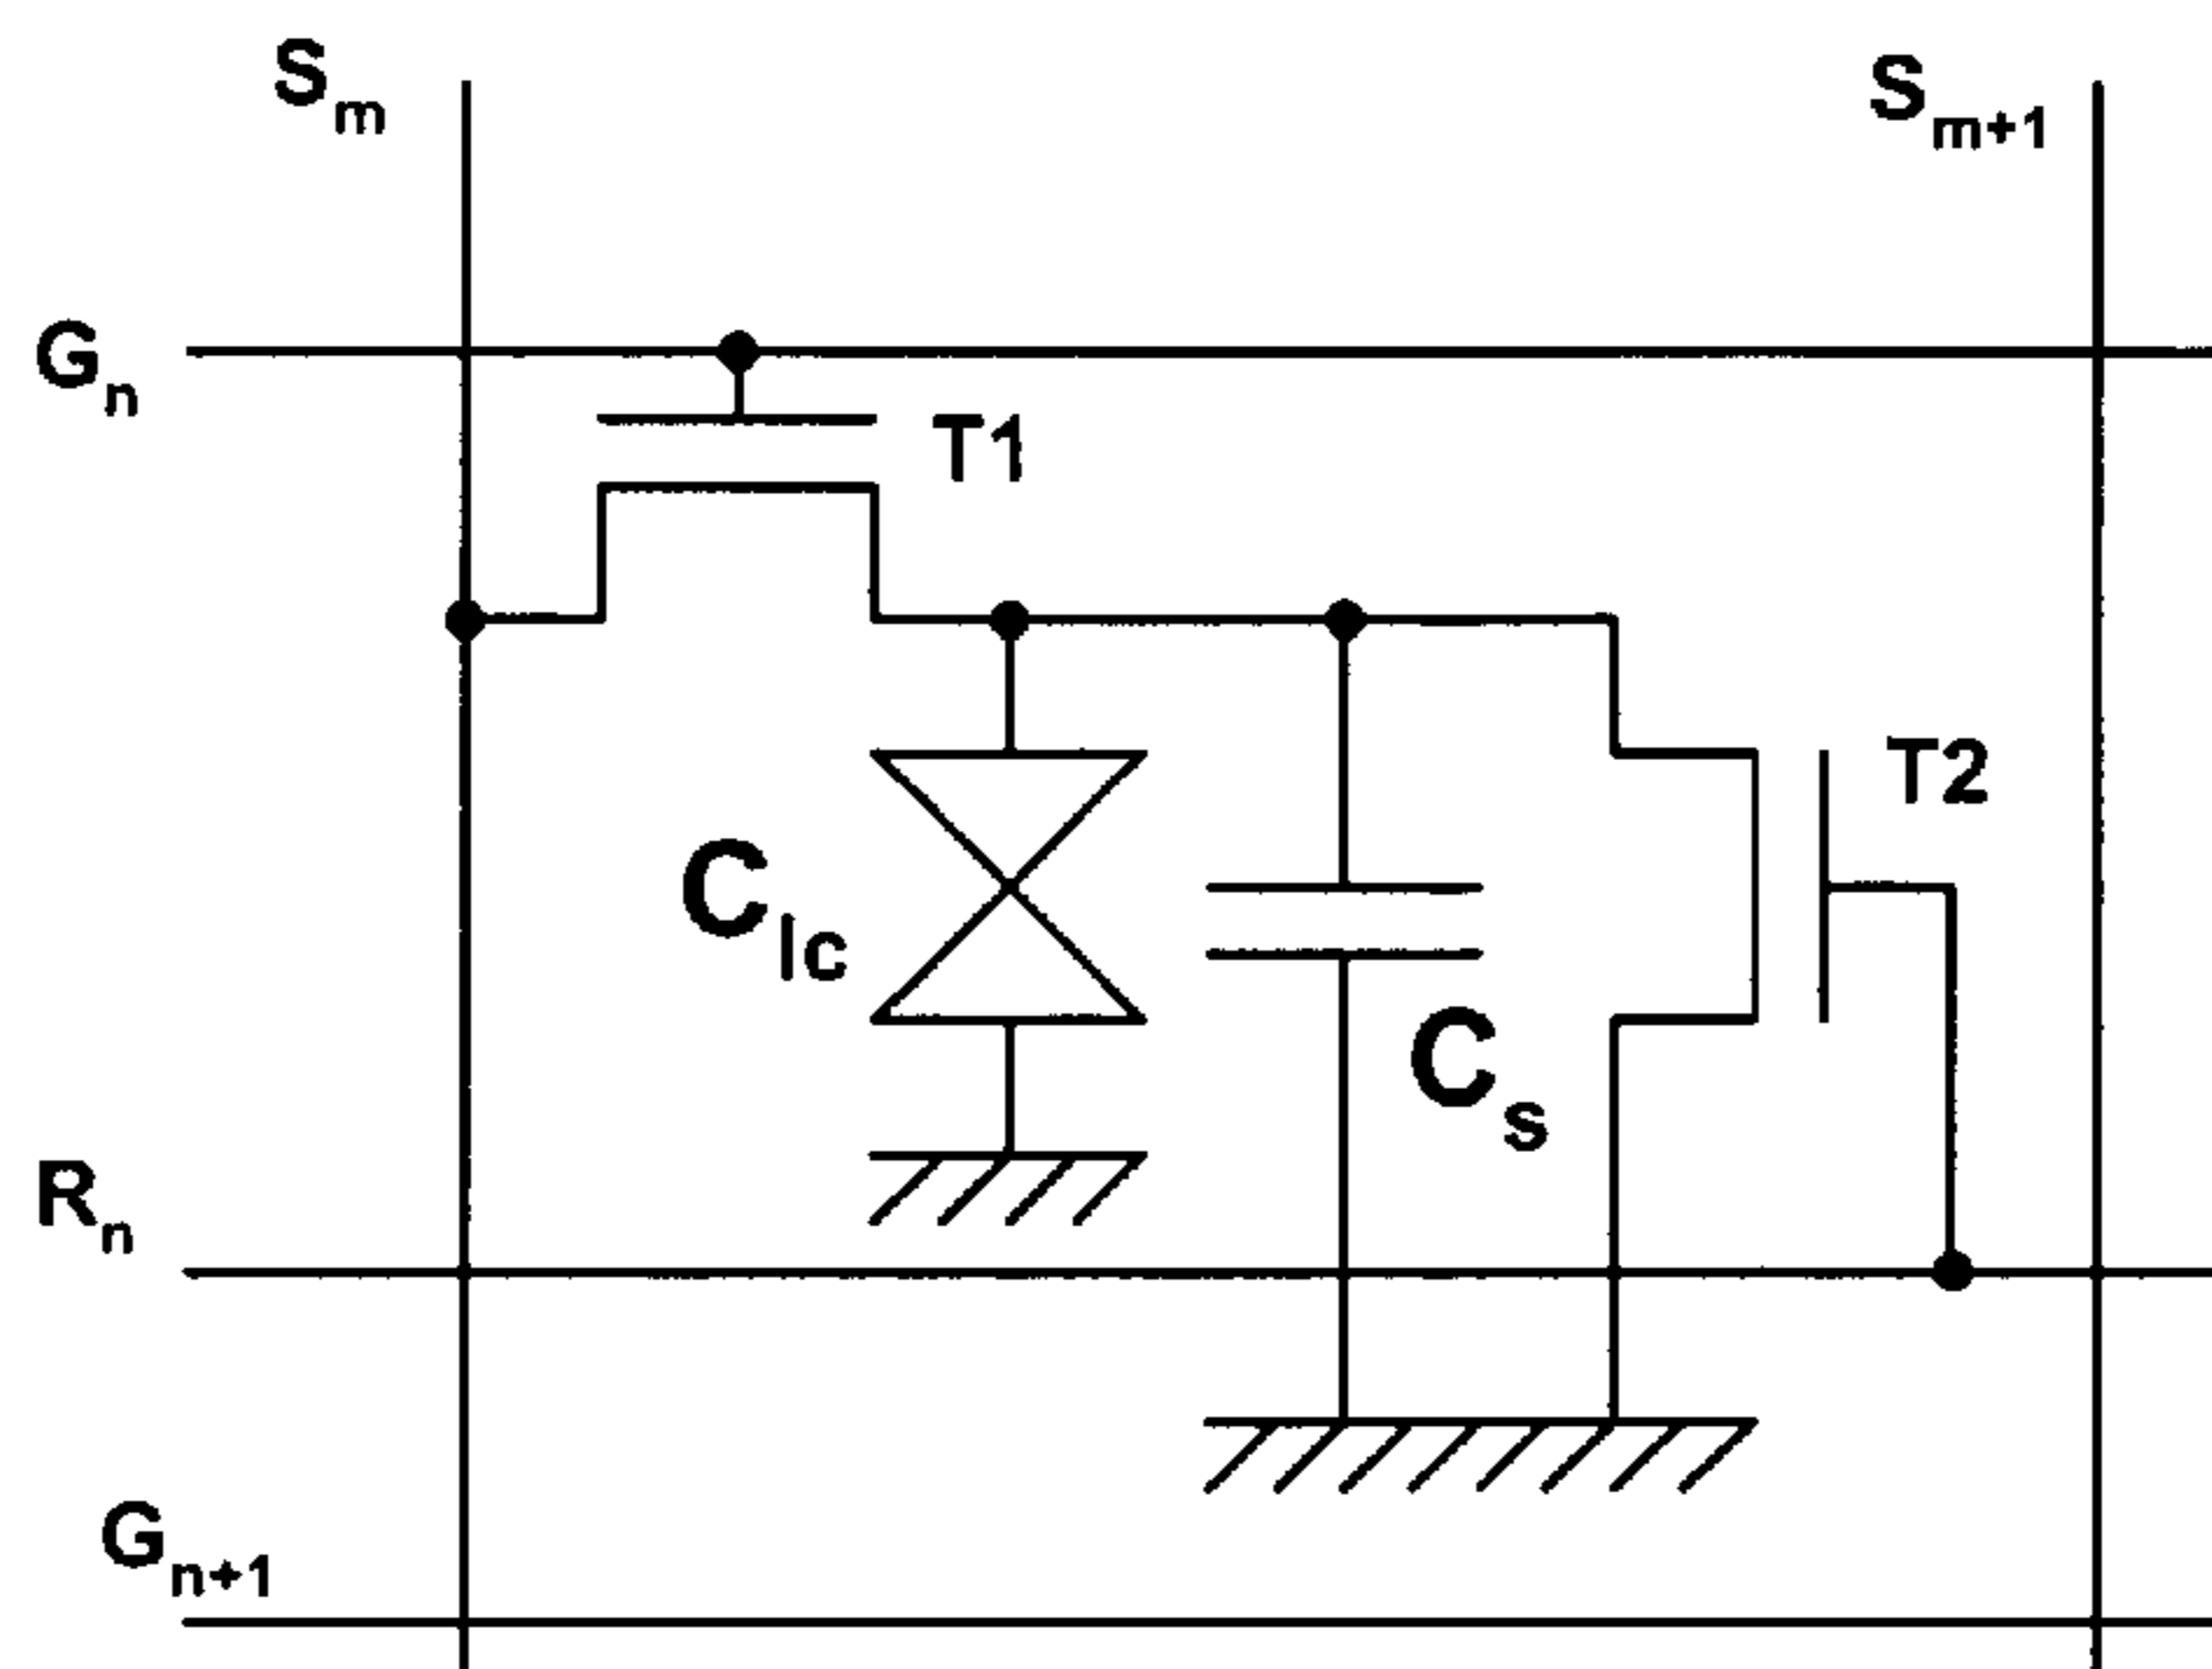 S_m
S_m+1
G_n
T1
T2
C_lc
C_s
R_n
G_n+1